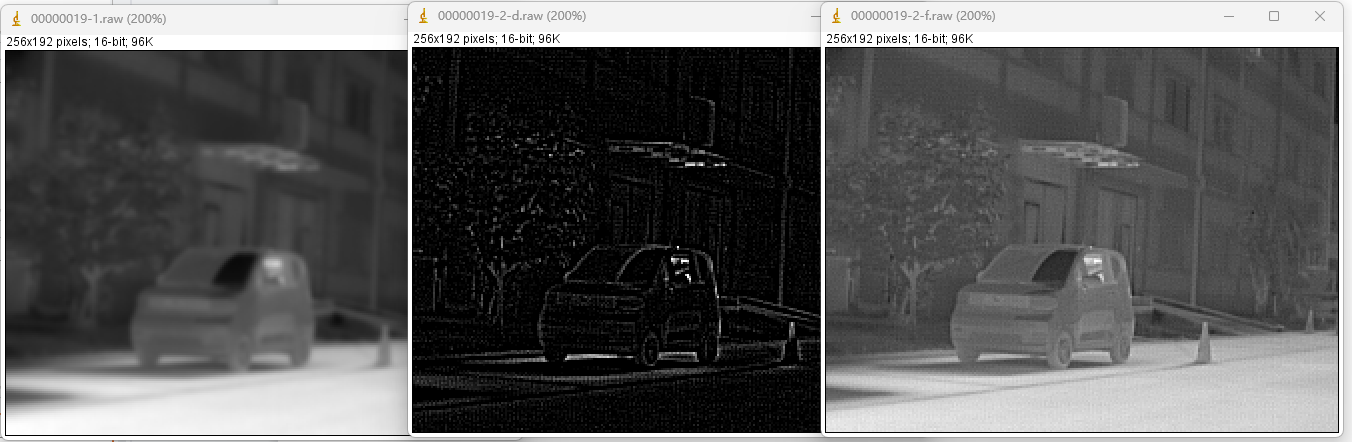 00000019-1.raw (200%)
256x192 pixels; 16-bit; 96K
00000019-2-d.raw (200%)
256x192 pixels; 16-bit; 96K
00000019-2-f.raw (200%)
256x192 pixels; 16-bit; 96K